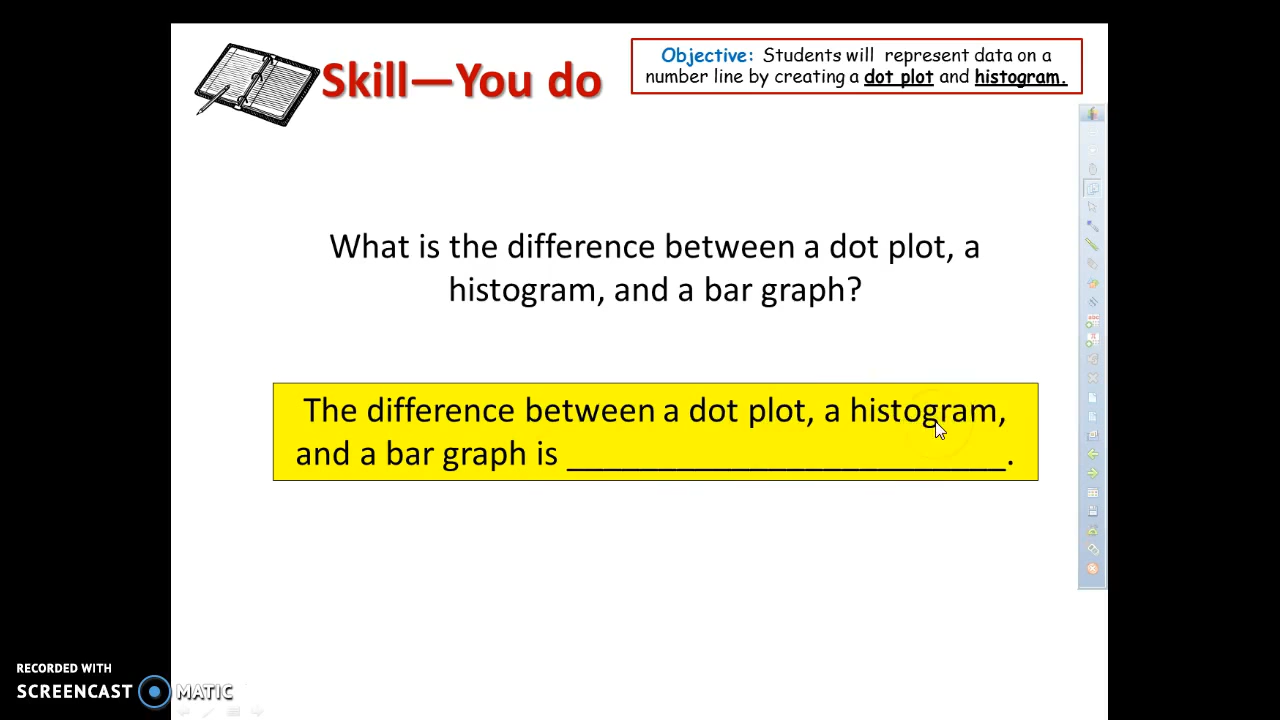 Skill—You do
Objective: Students will represent data on a
number line by creating a dot plot and histogram.
What is the difference between a dot plot, a
histogram, and a bar graph?
The difference between a dot plot, a histogram,
and a bar graph is __________________________.
RECORDED WITH
SCREENCAST MATIC